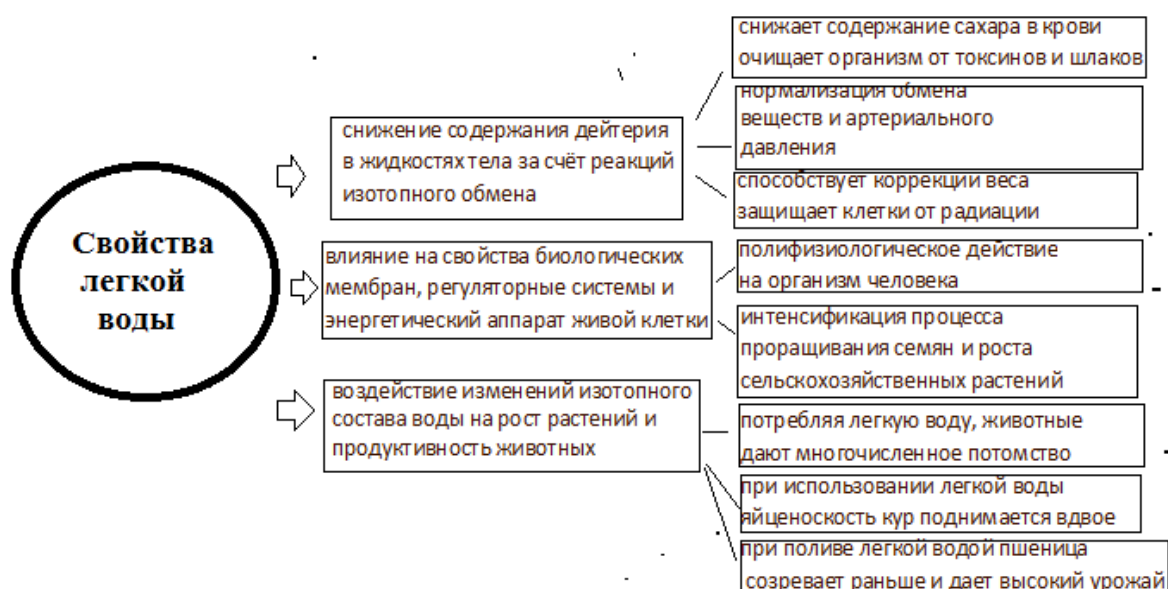 Свойства
легкой
воды
снижение содержания дейтерия
в жидкостях тела за счёт реакций
изотопного обмена
снижает содержание сахара в крови
очищает организм от токсинов и шлаков
нормализация обмена
веществ и артериального
давления
способствует коррекции веса
защищает клетки от радиации
влияние на свойства биологических
мембран, регуляторные системы и
энергетический аппарат живой клетки
полифизиологическое действие
на организм человека
интенсификация процесса
проращивания семян и роста
сельскохозяйственных растений
воздействие изменений изотопного
состава воды на рост растений и
продуктивность животных
потребляя легкую воду, животные
дают многочисленное потомство
при использовании легкой воды
яйценоскость кур поднимается вдвое
при поливе легкой водой пшеница
созревает раньше и дает высокий урожай